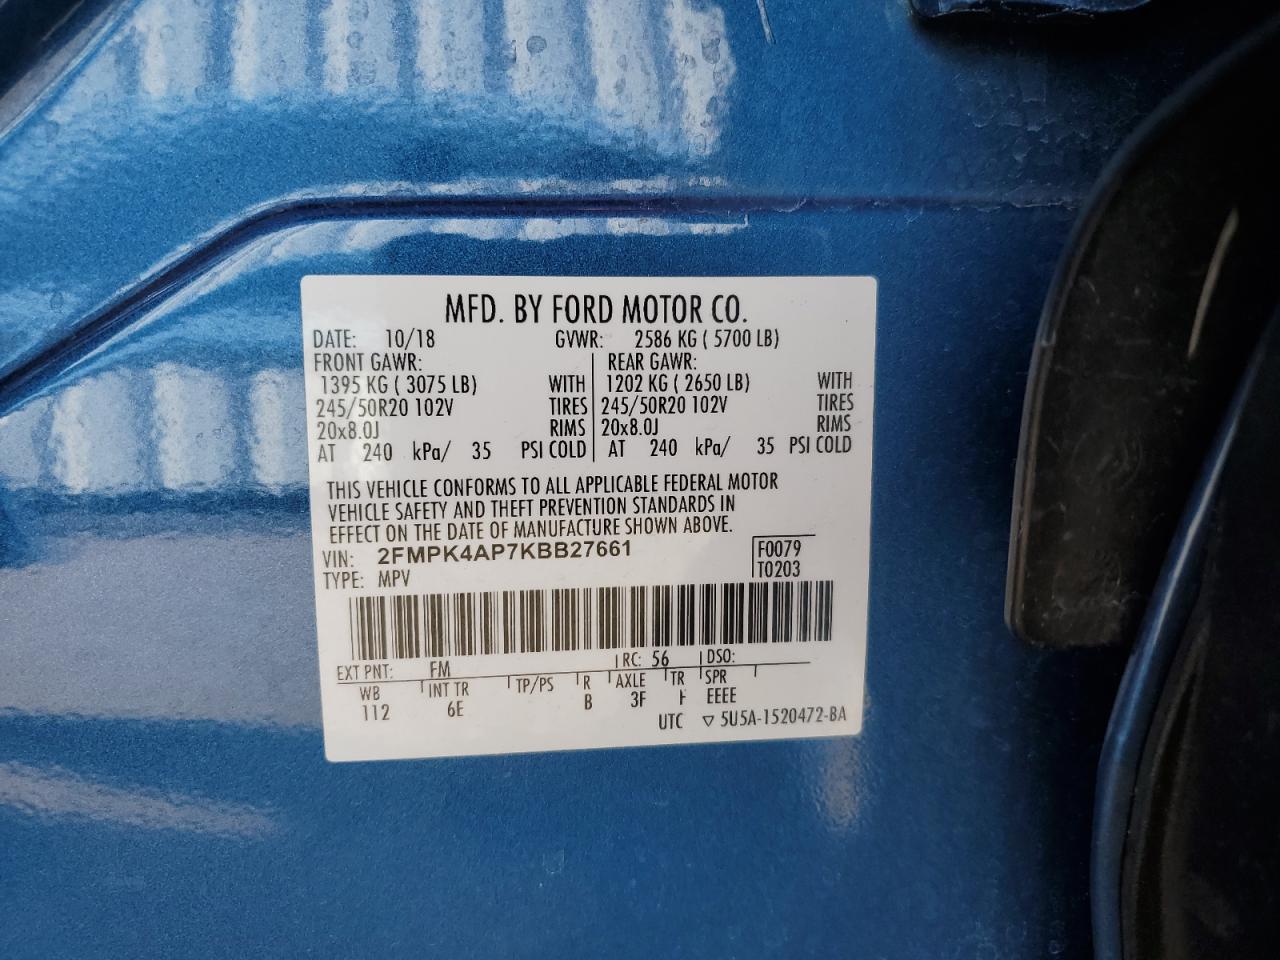 MFD. BY FORD MOTOR CO.
DATE: 10/18 GVWR: 2586 KG ( 5700 LB)
FRONT GAWR: REAR GAWR:
1395 KG ( 3075 LB) WITH 1202 KG ( 2650 LB) WITH
245/50R20 102V TIRES 245/50R20 102V TIRES
20x8.0J RIMS 20x8.0J RIMS
AT 240 kPa/ 35 PSI COLD AT 240 kPa/ 35 PSI COLD
THIS VEHICLE CONFORMS TO ALL APPLICABLE FEDERAL MOTOR
VEHICLE SAFETY AND THEFT PREVENTION STANDARDS IN
EFFECT ON THE DATE OF MANUFACTURE SHOWN ABOVE.
VIN: 2FMPK4AP7KBB27661 F0079
TYPE: MPV T0203
EXT PNT: FM RC: 56 DSO:
WB INT TR TP/PS R AXLE TR SPR
112 6E B 3F EEEE
UTC ▽ 5U5A-1520472-BA